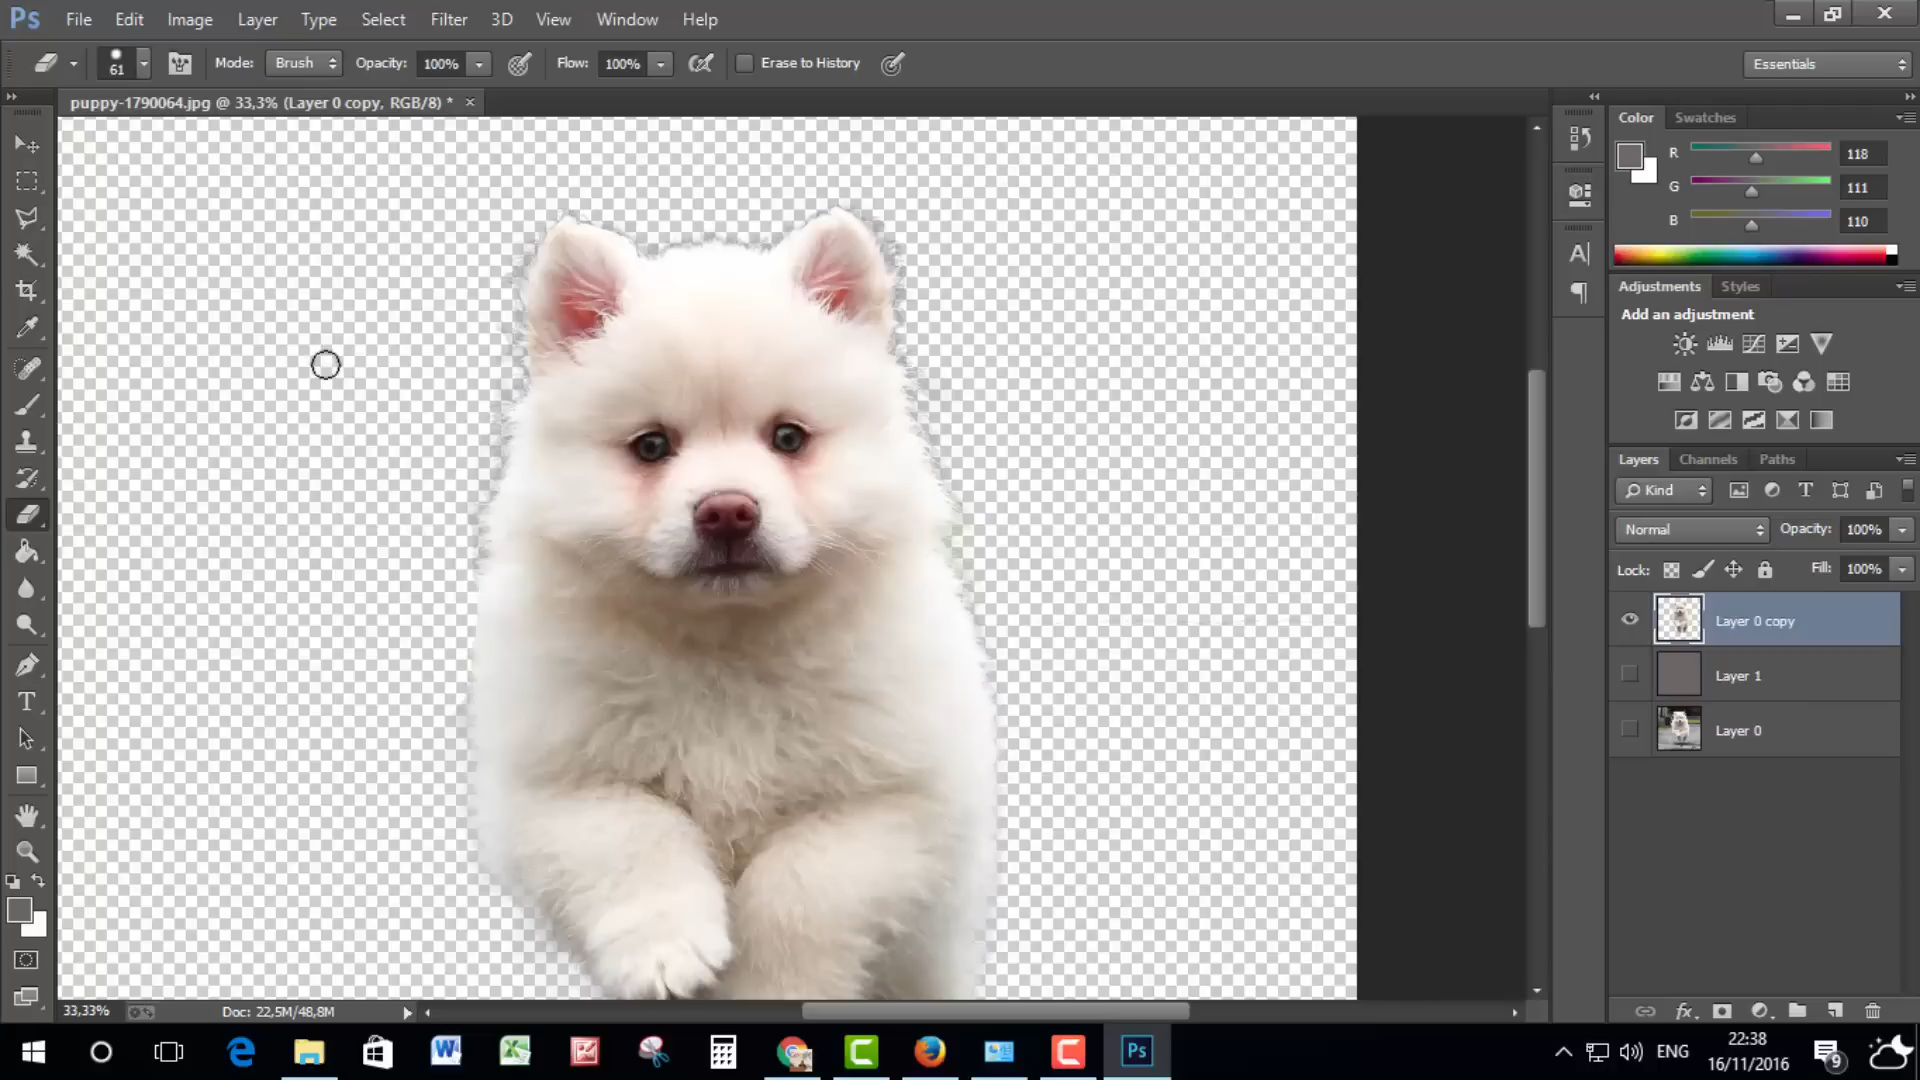 Ps File Edit Image Layer Type Select Filter 3D View Window Help
61 Mode: Brush Opacity: 100% Flow: 100% Erase to History Essentials
puppy-1790064.jpg @ 33,3% (Layer 0 copy, RGB/8) * ×
Color Swatches
R 118
G 111
B 110
Adjustments Styles
Add an adjustment
Layers Channels Paths
Kind
Normal Opacity: 100%
Lock: Fill: 100%
Layer 0 copy
Layer 1
Layer 0
33,33% Doc: 22,5M/48,8M
fx
ENG 22:38
16/11/2016 9
Ps